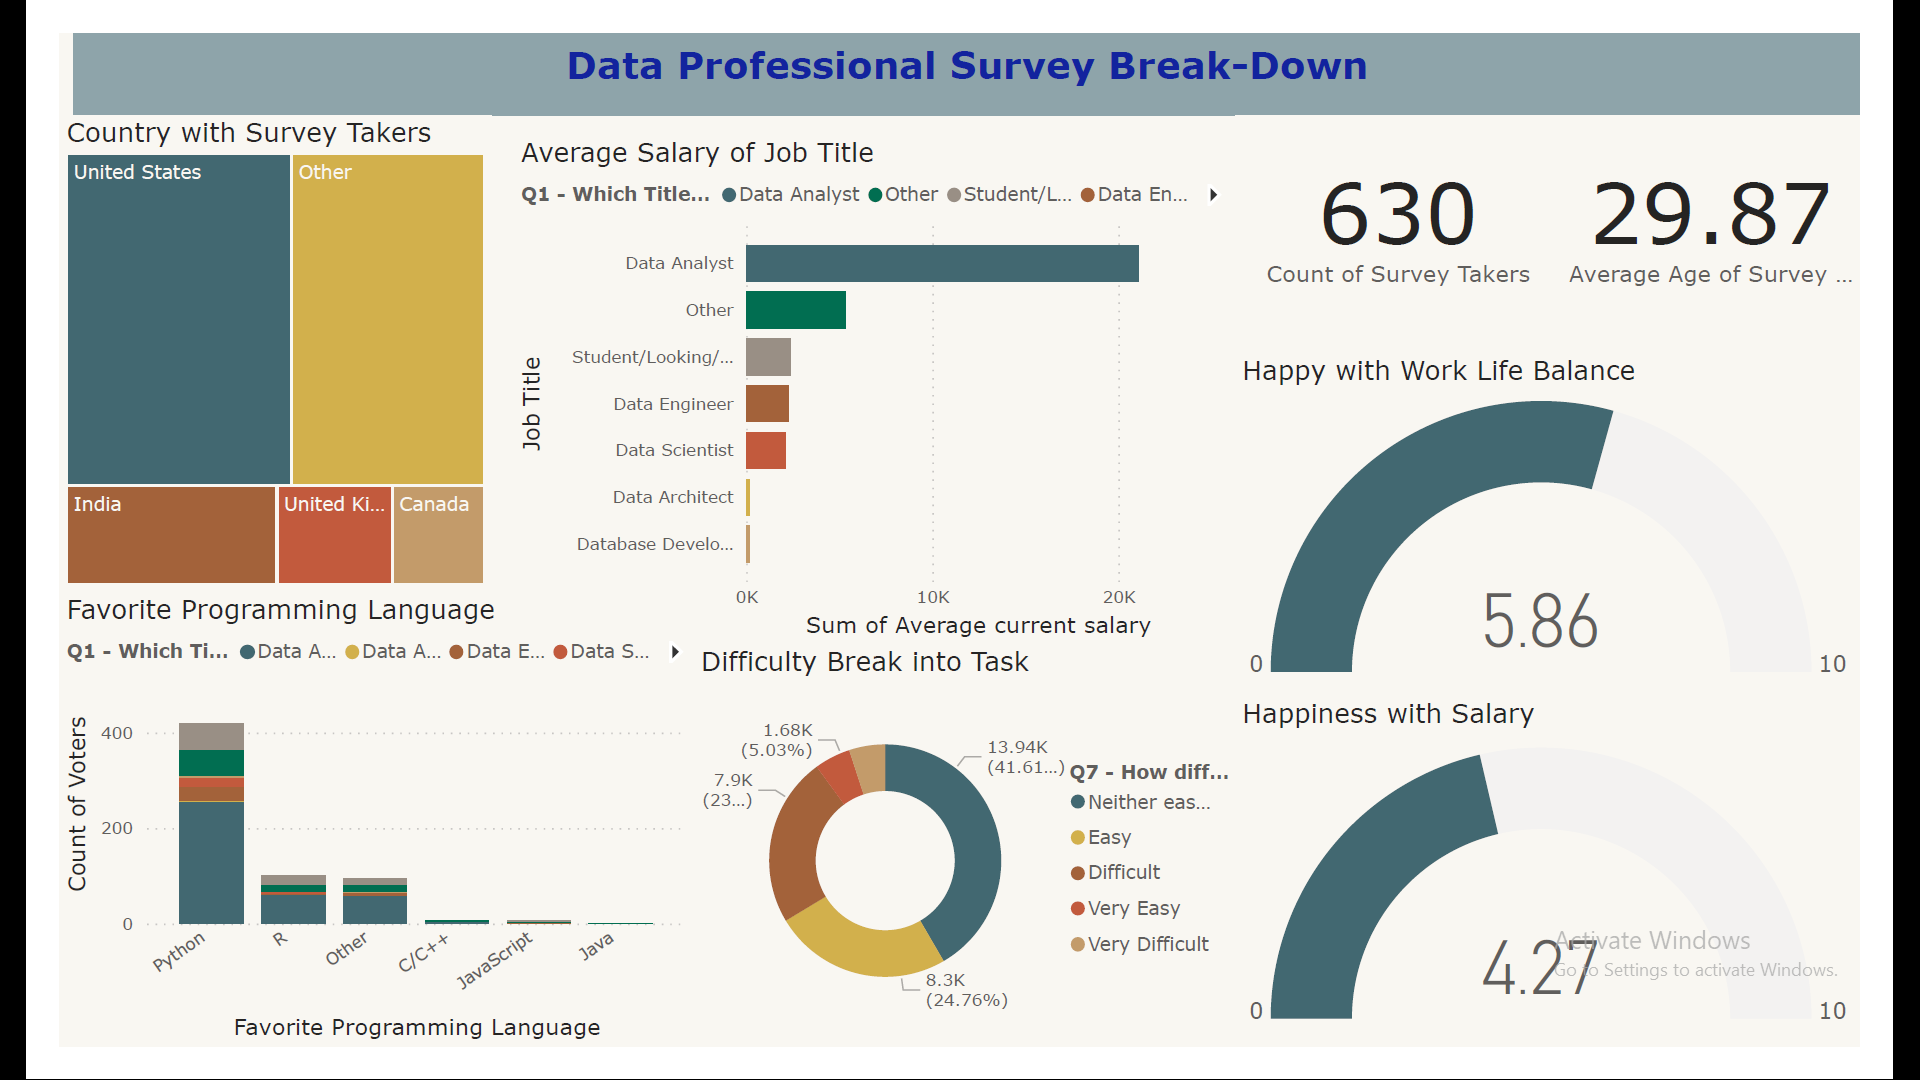 Data Professional Survey Break-Down
Country with Survey Takers
United States
Other
India
United Ki...
Canada
Average Salary of Job Title
Q1 - Which Title... Data Analyst Other Student/L... Data En...
Job Title
Data Analyst
Other
Student/Looking/...
Data Engineer
Data Scientist
Data Architect
Database Develo...
0K 10K 20K
Sum of Average current salary
630
Count of Survey Takers
29.87
Average Age of Survey ...
Happy with Work Life Balance
5.86
0 10
Favorite Programming Language
Q1 - Which Ti... Data A... Data A... Data E... Data S...
Count of Voters
400
200
0
Python R Other C/C++ JavaScript Java
Favorite Programming Language
Difficulty Break into Task
1.68K
(5.03%)
13.94K
(41.61...)
7.9K
(23...)
8.3K
(24.76%)
Q7 - How diff...
Neither eas...
Easy
Difficult
Very Easy
Very Difficult
Happiness with Salary
4.27
0 10
Activate Windows
Go to Settings to activate Windows.